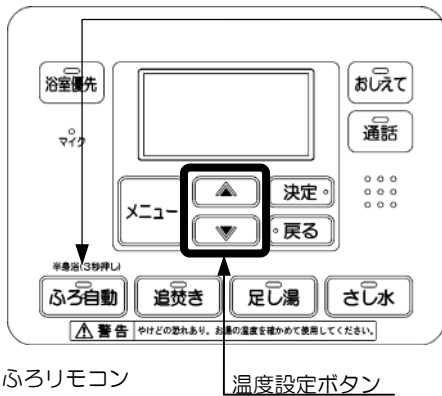 浴室優先
おしえて
マイク
通話
メニュー
決定
戻る
半身浴(3秒押し)
ふろ自動
追焚き
足し湯
さし水
警告 やけどの恐れあり。お湯の温度を確かめて使用してください。
ふろリモコン
温度設定ボタン